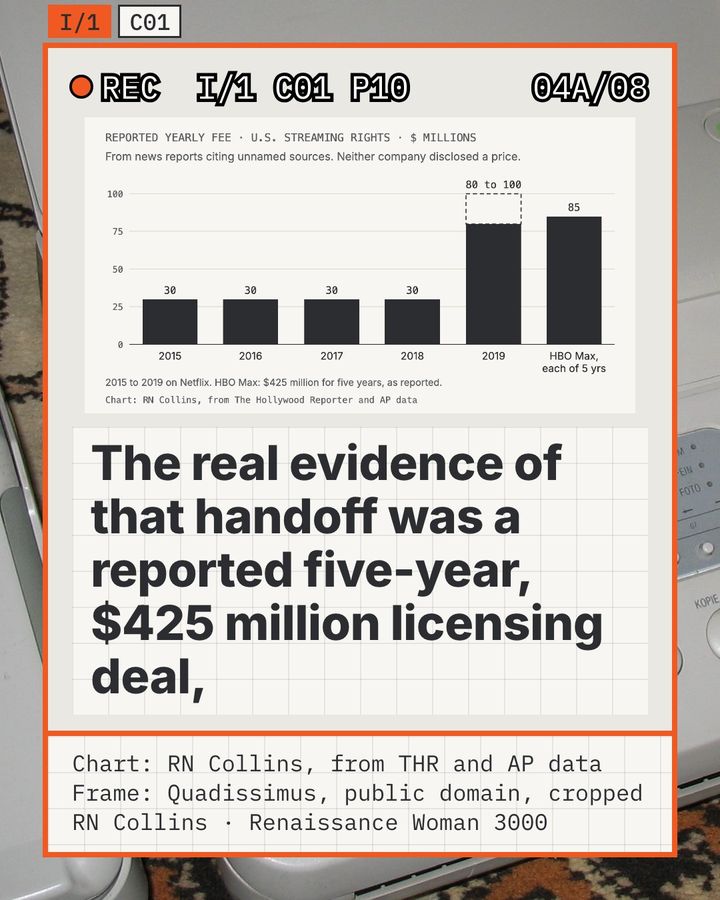 I/1 C01
REC I/1 C01 P10 04A/08
REPORTED YEARLY FEE · U.S. STREAMING RIGHTS · $ MILLIONS
From news reports citing unnamed sources. Neither company disclosed a price.
80 to 100
100
85
75
50
30 30 30 30
25
0
2015 2016 2017 2018 2019 HBO Max,
each of 5 yrs
2015 to 2019 on Netflix. HBO Max: $425 million for five years, as reported.
Chart: RN Collins, from The Hollywood Reporter and AP data
The real evidence of
that handoff was a
reported five-year,
$425 million licensing
deal,
EIN
FOTO
KOPIE
Chart: RN Collins, from THR and AP data
Frame: Quadissimus, public domain, cropped
RN Collins · Renaissance Woman 3000